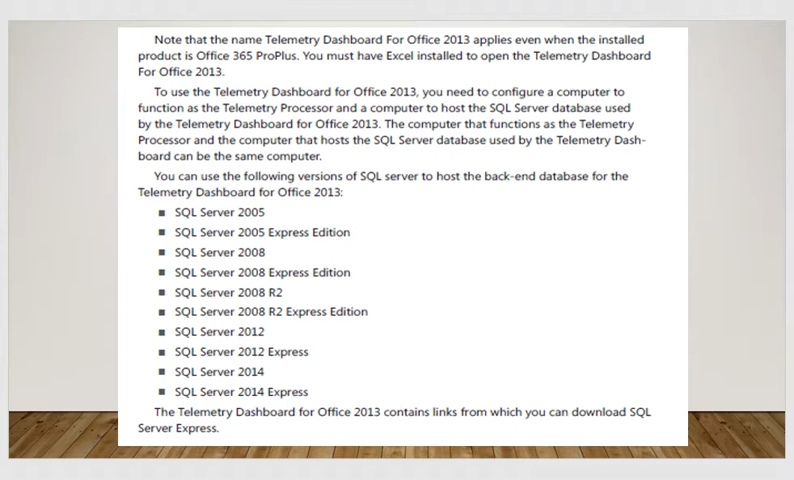 Note that the name Telemetry Dashboard For Office 2013 applies even when the installed
product is Office 365 ProPlus. You must have Excel installed to open the Telemetry Dashboard
For Office 2013.
To use the Telemetry Dashboard for Office 2013, you need to configure a computer to
function as the Telemetry Processor and a computer to host the SQL Server database used
by the Telemetry Dashboard for Office 2013. The computer that functions as the Telemetry
Processor and the computer that hosts the SQL Server database used by the Telemetry Dash-
board can be the same computer.
You can use the following versions of SQL server to host the back-end database for the
Telemetry Dashboard for Office 2013:
■ SQL Server 2005
■ SQL Server 2005 Express Edition
■ SQL Server 2008
■ SQL Server 2008 Express Edition
■ SQL Server 2008 R2
■ SQL Server 2008 R2 Express Edition
■ SQL Server 2012
■ SQL Server 2012 Express
■ SQL Server 2014
■ SQL Server 2014 Express
The Telemetry Dashboard for Office 2013 contains links from which you can download SQL
Server Express.